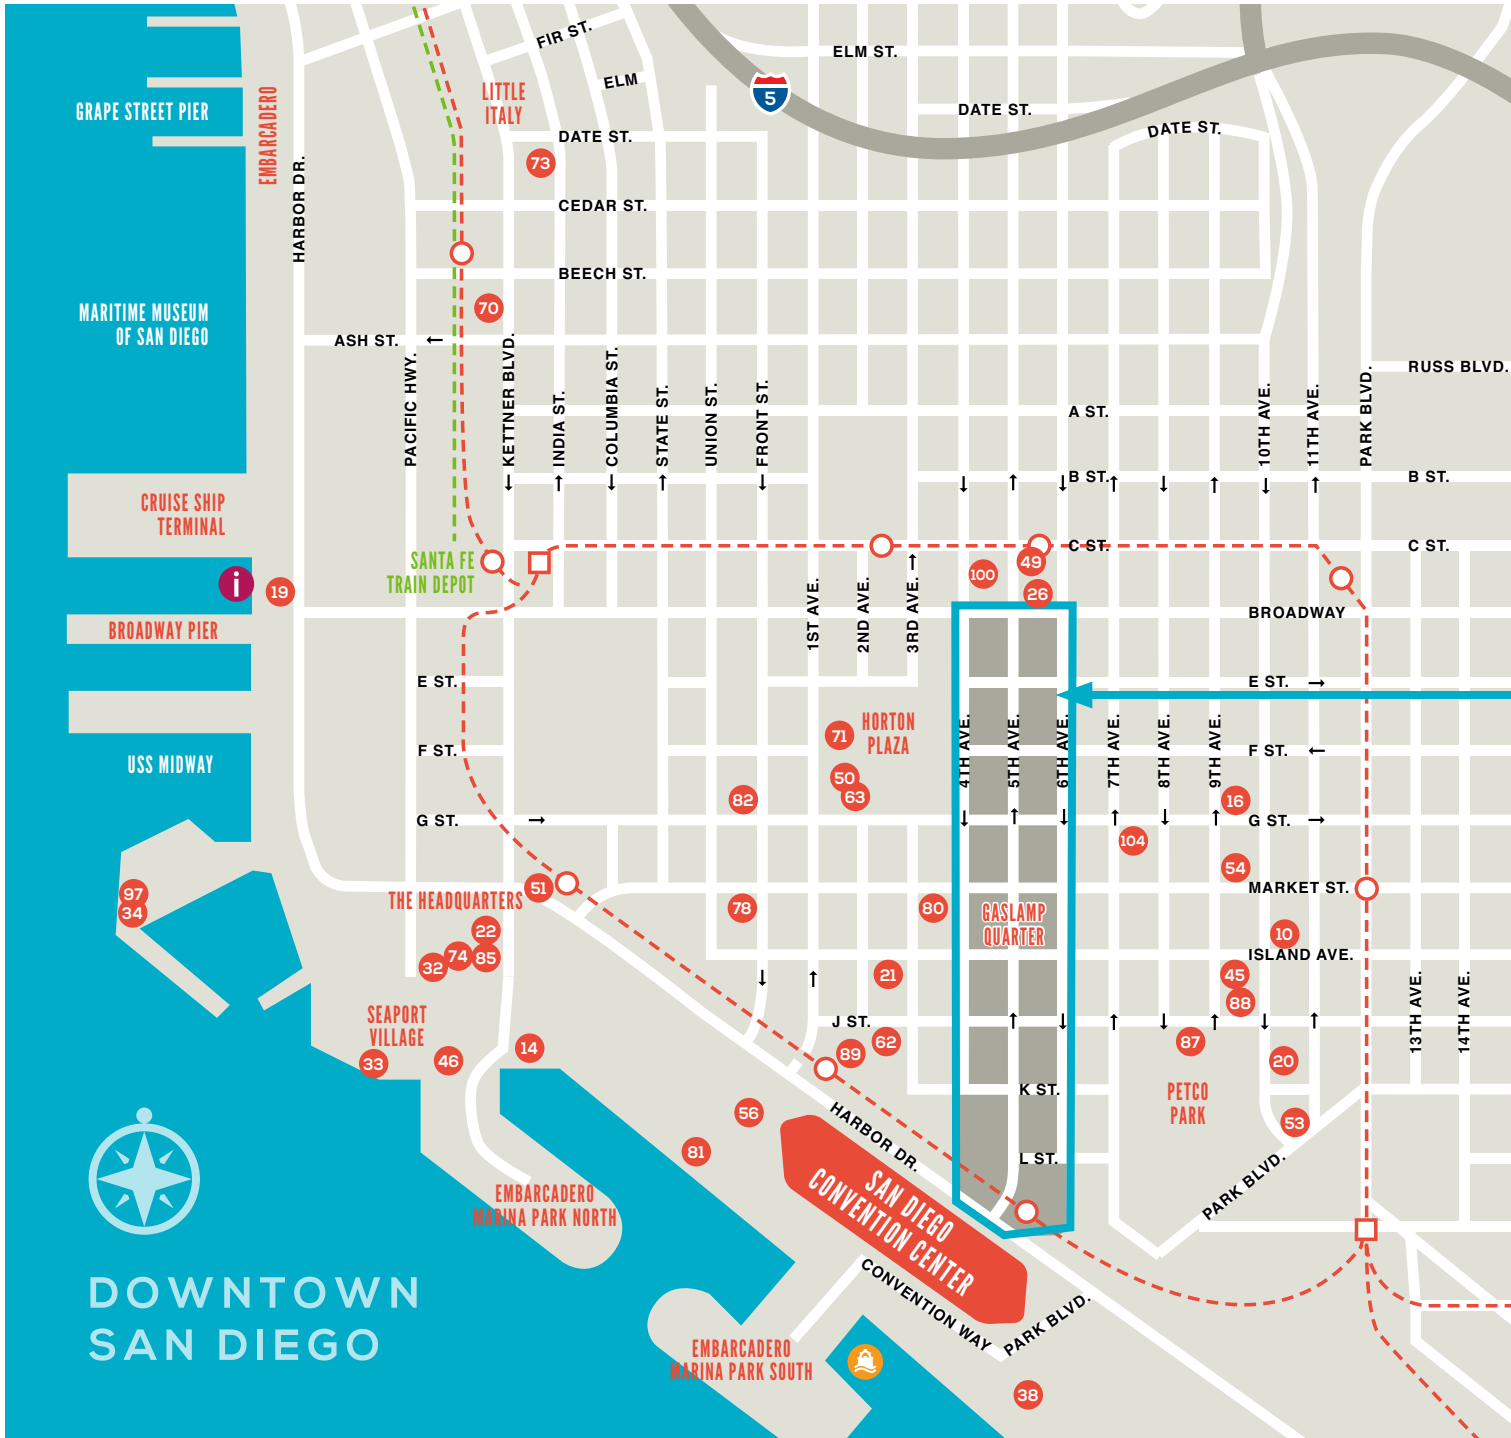 FIR ST.
ELM ST.
ELM
5
GRAPE STREET PIER
EMBARCADERO
LITTLE
ITALY
DATE ST.
DATE ST.
DATE ST.
73
HARBOR DR.
CEDAR ST.
BEECH ST.
MARITIME MUSEUM
OF SAN DIEGO
70
ASH ST.
PACIFIC HWY.
KETTNER BLVD.
INDIA ST.
COLUMBIA ST.
STATE ST.
UNION ST.
FRONT ST.
A ST.
10TH AVE.
11TH AVE.
PARK BLVD.
RUSS BLVD.
B ST.
B ST.
CRUISE SHIP
TERMINAL
SANTA FE
TRAIN DEPOT
C ST.
C ST.
i
19
100
49
26
1ST AVE.
2ND AVE.
3RD AVE.
BROADWAY
BROADWAY PIER
E ST.
E ST.
HORTON
PLAZA
71
50
63
82
4TH AVE.
5TH AVE.
6TH AVE.
7TH AVE.
8TH AVE.
9TH AVE.
F ST.
F ST.
USS MIDWAY
16
G ST.
G ST.
104
54
97
34
THE HEADQUARTERS
51
MARKET ST.
78
80
GASLAMP
QUARTER
22
74
85
32
10
ISLAND AVE.
21
45
88
13TH AVE.
14TH AVE.
SEAPORT
VILLAGE
J ST.
33
46
14
89
62
87
20
K ST.
PETCO
PARK
56
HARBOR DR.
53
81
L ST.
PARK BLVD.
SAN DIEGO
CONVENTION CENTER
EMBARCADERO
MARINA PARK NORTH
CONVENTION WAY
PARK BLVD.
DOWNTOWN
SAN DIEGO
EMBARCADERO
MARINA PARK SOUTH
38